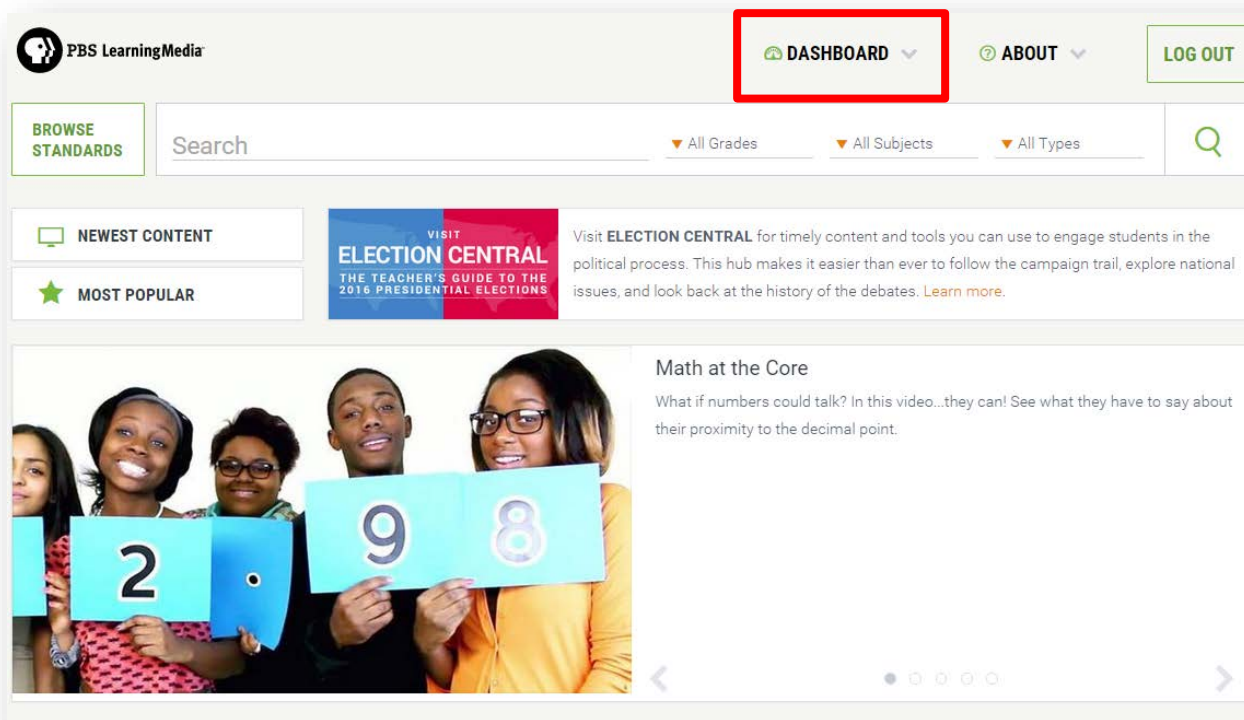 PBS LearningMedia
DASHBOARD
ABOUT
LOG OUT
BROWSE
STANDARDS
Search
All Grades
All Subjects
All Types
NEWEST CONTENT
MOST POPULAR
VISIT
ELECTION CENTRAL
THE TEACHER'S GUIDE TO THE
2016 PRESIDENTIAL ELECTIONS
Visit ELECTION CENTRAL for timely content and tools you can use to engage students in the
political process. This hub makes it easier than ever to follow the campaign trail, explore national
issues, and look back at the history of the debates. Learn more.
Math at the Core
What if numbers could talk? In this video...they can! See what they have to say about
their proximity to the decimal point.
2 . 9 8